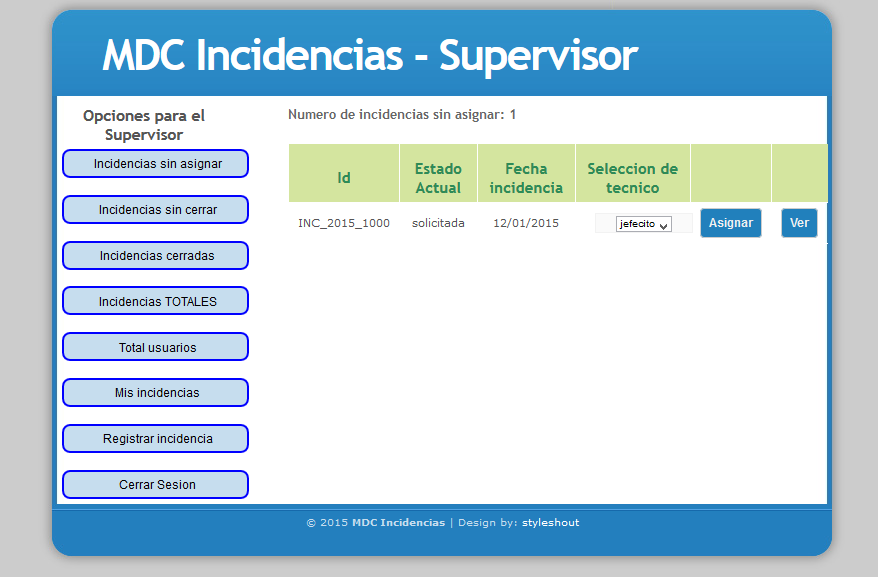 MDC Incidencias - Supervisor
Opciones para el
Supervisor
Incidencias sin asignar
Incidencias sin cerrar
Incidencias cerradas
Incidencias TOTALES
Total usuarios
Mis incidencias
Registrar incidencia
Cerrar Sesion
Numero de incidencias sin asignar: 1
Id
Estado
Actual
Fecha
incidencia
Seleccion de
tecnico
INC_2015_1000 solicitada 12/01/2015 jefecito Asignar Ver
© 2015 MDC Incidencias | Design by: styleshout